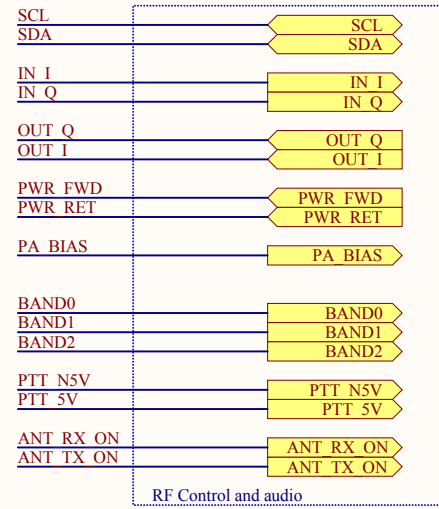 SCL SCL
SDA SDA
IN_I IN_I
IN_Q IN_Q
OUT_Q OUT_Q
OUT_I OUT_I
PWR_FWD PWR_FWD
PWR_RET PWR_RET
PA_BIAS PA_BIAS
BAND0 BAND0
BAND1 BAND1
BAND2 BAND2
PTT_N5V PTT_N5V
PTT_5V PTT_5V
ANT_RX_ON ANT_RX_ON
ANT_TX_ON ANT_TX_ON
RF Control and audio